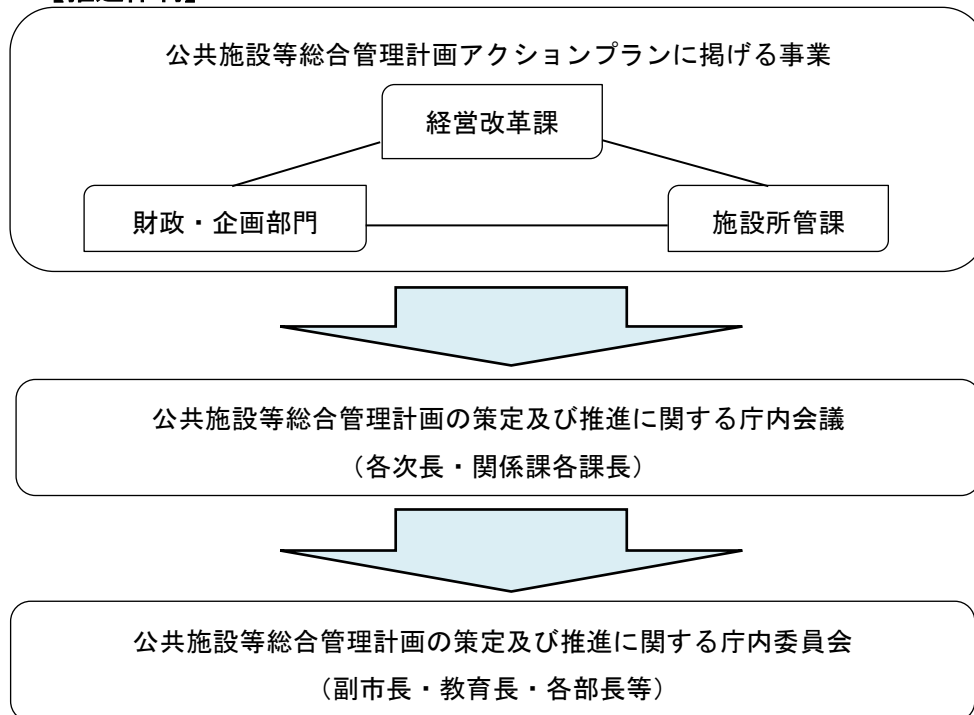 公共施設等総合管理計画アクションプランに掲げる事業
経営改革課
財政・企画部門
施設所管課
公共施設等総合管理計画の策定及び推進に関する庁内会議
（各次長・関係課各課長）
公共施設等総合管理計画の策定及び推進に関する庁内委員会
（副市長・教育長・各部長等）